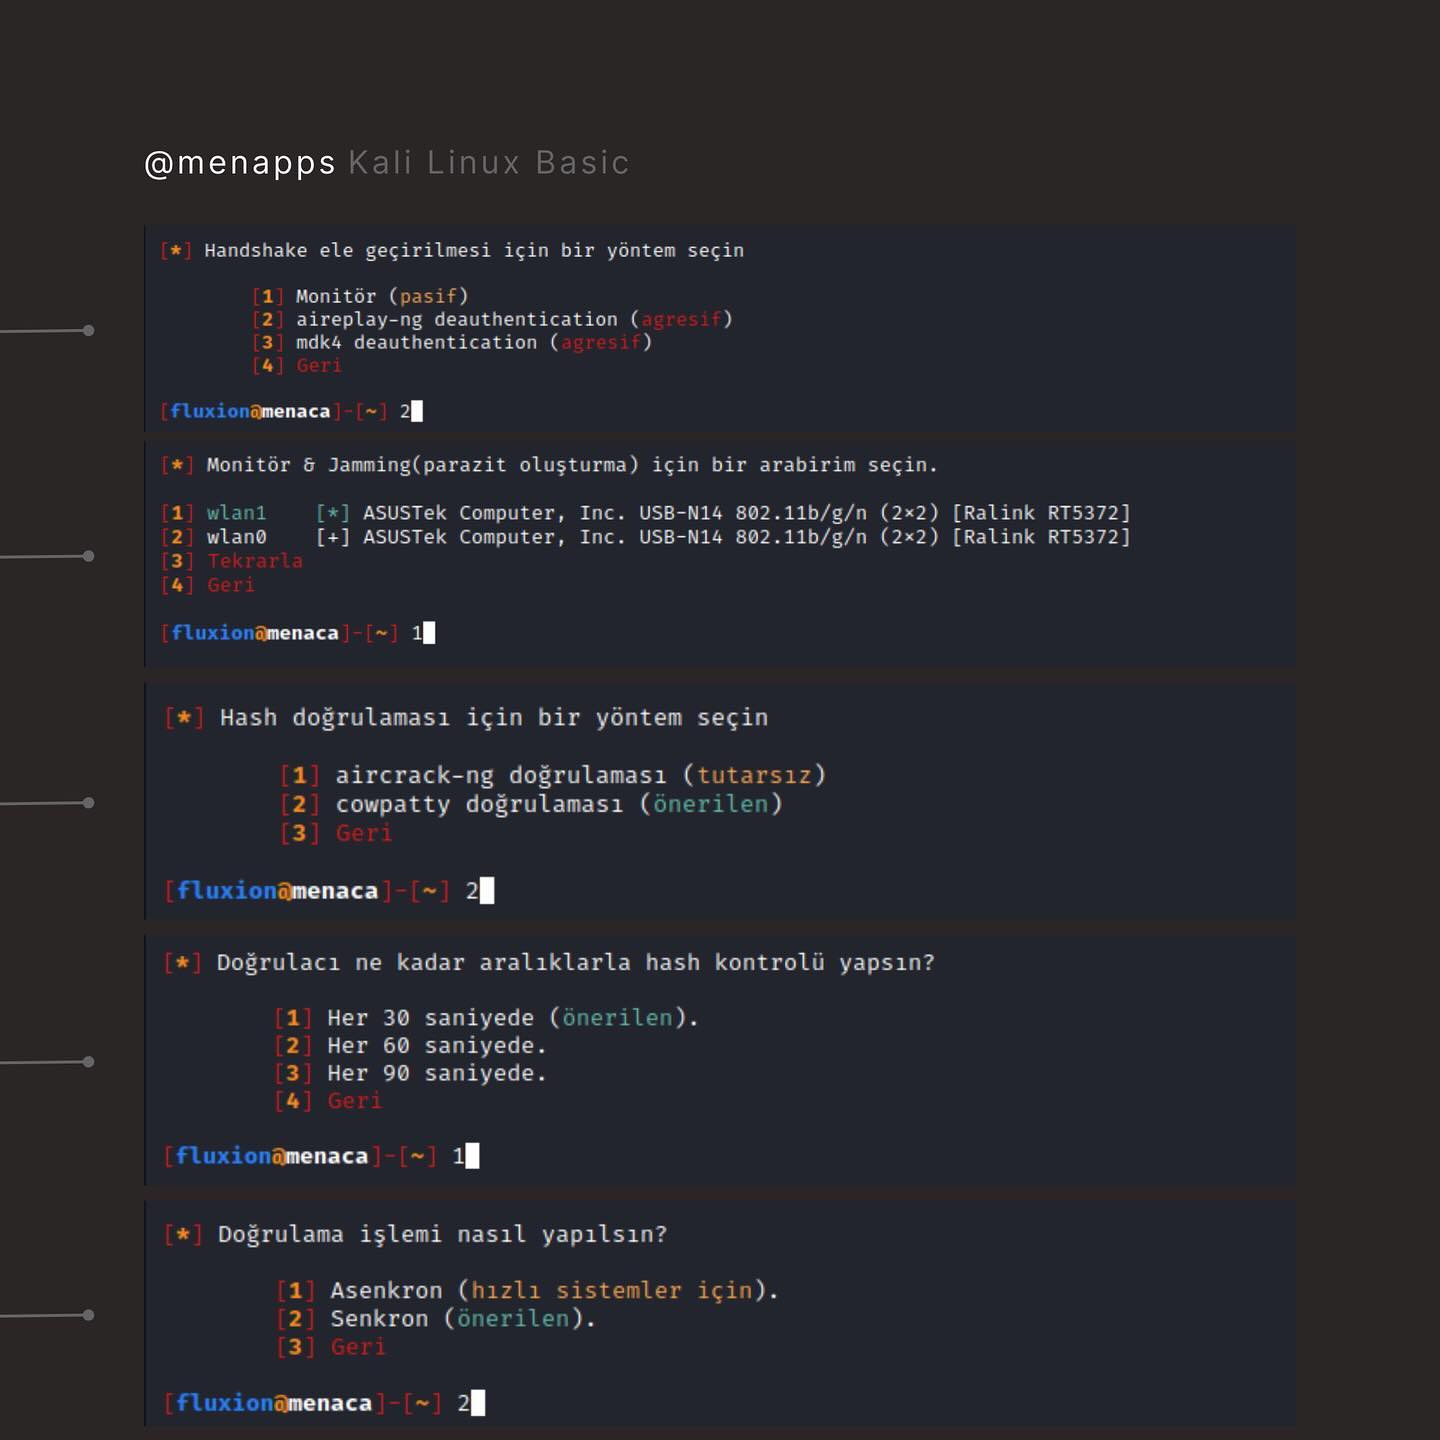 @menapps Kali Linux Basic
[*] Handshake ele geçirilmesi için bir yöntem seçin
[1] Monitör (pasif)
[2] aireplay-ng deauthentication (agresif)
[3] mdk4 deauthentication (agresif)
[4] Geri
[fluxion@menaca]-[~] 2
[*] Monitör & Jamming(parazit oluşturma) için bir arabirim seçin.
[1] wlan1 [*] ASUSTek Computer, Inc. USB-N14 802.11b/g/n (2×2) [Ralink RT5372]
[2] wlan0 [+] ASUSTek Computer, Inc. USB-N14 802.11b/g/n (2×2) [Ralink RT5372]
[3] Tekrarla
[4] Geri
[fluxion@menaca]-[~] 1
[*] Hash doğrulaması için bir yöntem seçin
[1] aircrack-ng doğrulaması (tutarsız)
[2] cowpatty doğrulaması (önerilen)
[3] Geri
[fluxion@menaca]-[~] 2
[*] Doğrulacı ne kadar aralıklarla hash kontrolü yapsın?
[1] Her 30 saniyede (önerilen).
[2] Her 60 saniyede.
[3] Her 90 saniyede.
[4] Geri
[fluxion@menaca]-[~] 1
[*] Doğrulama işlemi nasıl yapılsın?
[1] Asenkron (hızlı sistemler için).
[2] Senkron (önerilen).
[3] Geri
[fluxion@menaca]-[~] 2